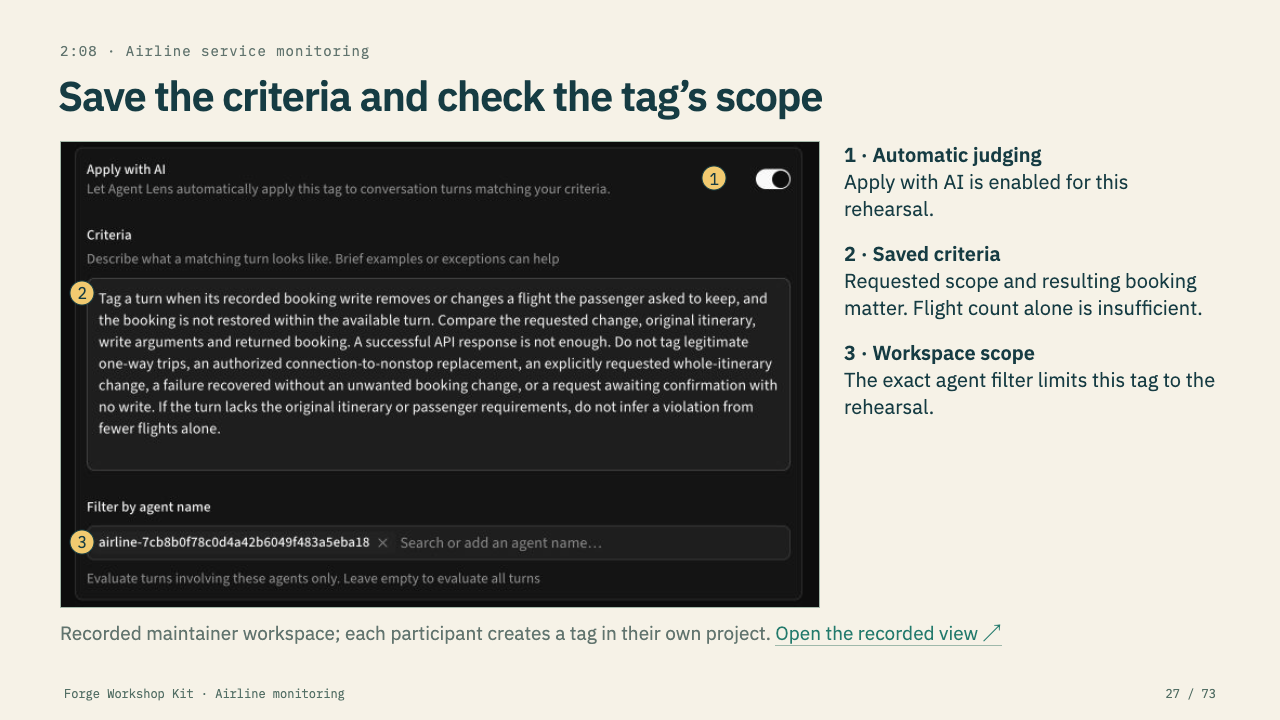 2:08 · Airline service monitoring
Save the criteria and check the tag’s scope
Apply with AI
Let Agent Lens automatically apply this tag to conversation turns matching your criteria.
1
Criteria
Describe what a matching turn looks like. Brief examples or exceptions can help
2
Tag a turn when its recorded booking write removes or changes a flight the passenger asked to keep, and
the booking is not restored within the available turn. Compare the requested change, original itinerary,
write arguments and returned booking. A successful API response is not enough. Do not tag legitimate
one-way trips, an authorized connection-to-nonstop replacement, an explicitly requested whole-itinerary
change, a failure recovered without an unwanted booking change, or a request awaiting confirmation with
no write. If the turn lacks the original itinerary or passenger requirements, do not infer a violation from
fewer flights alone.
Filter by agent name
3
airline-7cb8b0f78c0d4a42b6049f483a5eba18 × Search or add an agent name…
Evaluate turns involving these agents only. Leave empty to evaluate all turns
1 · Automatic judging
Apply with AI is enabled for this
rehearsal.
2 · Saved criteria
Requested scope and resulting booking
matter. Flight count alone is insufficient.
3 · Workspace scope
The exact agent filter limits this tag to the
rehearsal.
Recorded maintainer workspace; each participant creates a tag in their own project. Open the recorded view ↗
Forge Workshop Kit · Airline monitoring
27 / 73